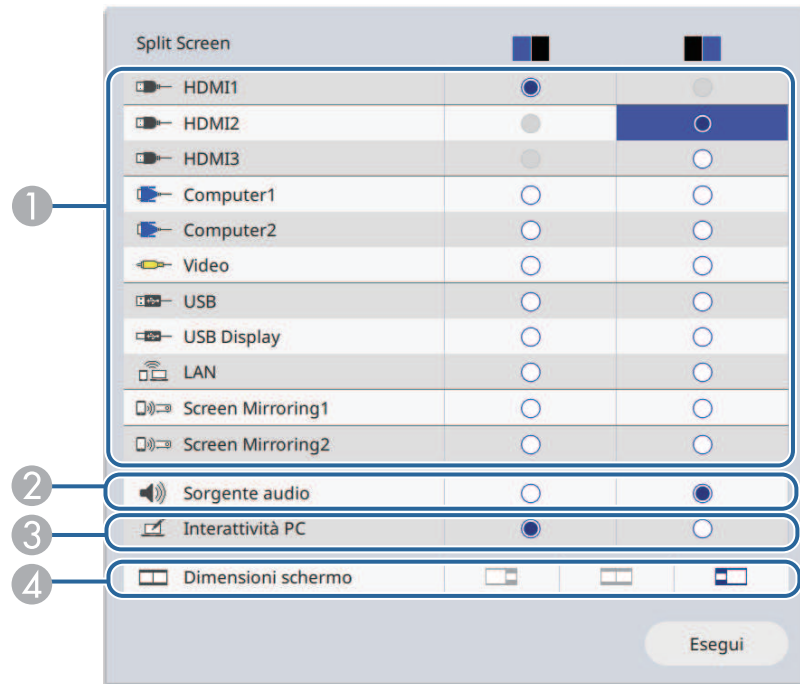 Split Screen
HDMI1
HDMI2
HDMI3
1
Computer1
Computer2
Video
USB
USB Display
LAN
Screen Mirroring1
Screen Mirroring2
2 Sorgente audio
3 Interattività PC
4 Dimensioni schermo
Esegui